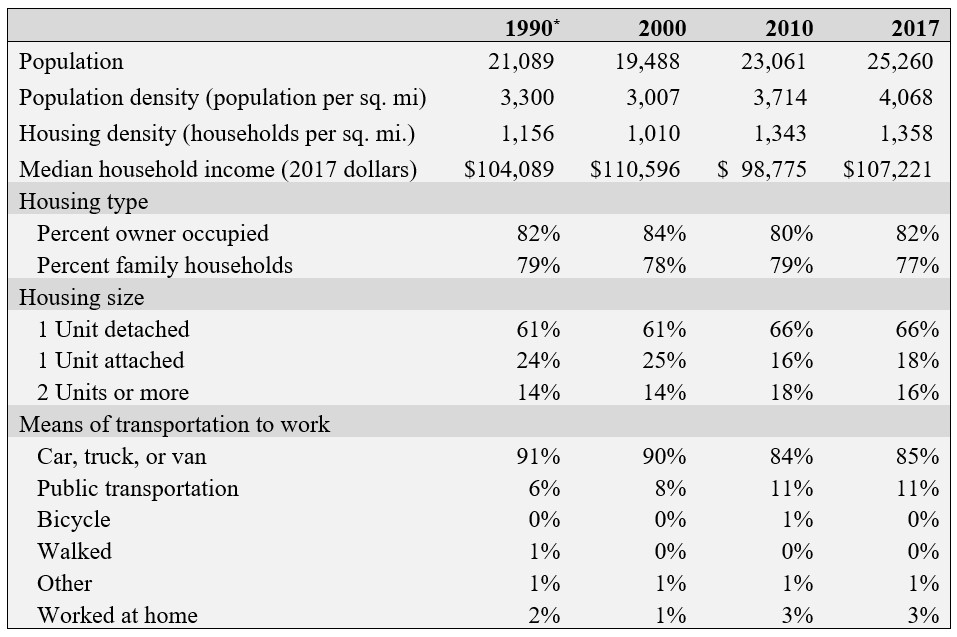 1990* 2000 2010 2017
Population 21,089 19,488 23,061 25,260
Population density (population per sq. mi) 3,300 3,007 3,714 4,068
Housing density (households per sq. mi.) 1,156 1,010 1,343 1,358
Median household income (2017 dollars) $104,089 $110,596 $ 98,775 $107,221
Housing type
Percent owner occupied 82% 84% 80% 82%
Percent family households 79% 78% 79% 77%
Housing size
1 Unit detached 61% 61% 66% 66%
1 Unit attached 24% 25% 16% 18%
2 Units or more 14% 14% 18% 16%
Means of transportation to work
Car, truck, or van 91% 90% 84% 85%
Public transportation 6% 8% 11% 11%
Bicycle 0% 0% 1% 0%
Walked 1% 0% 0% 0%
Other 1% 1% 1% 1%
Worked at home 2% 1% 3% 3%